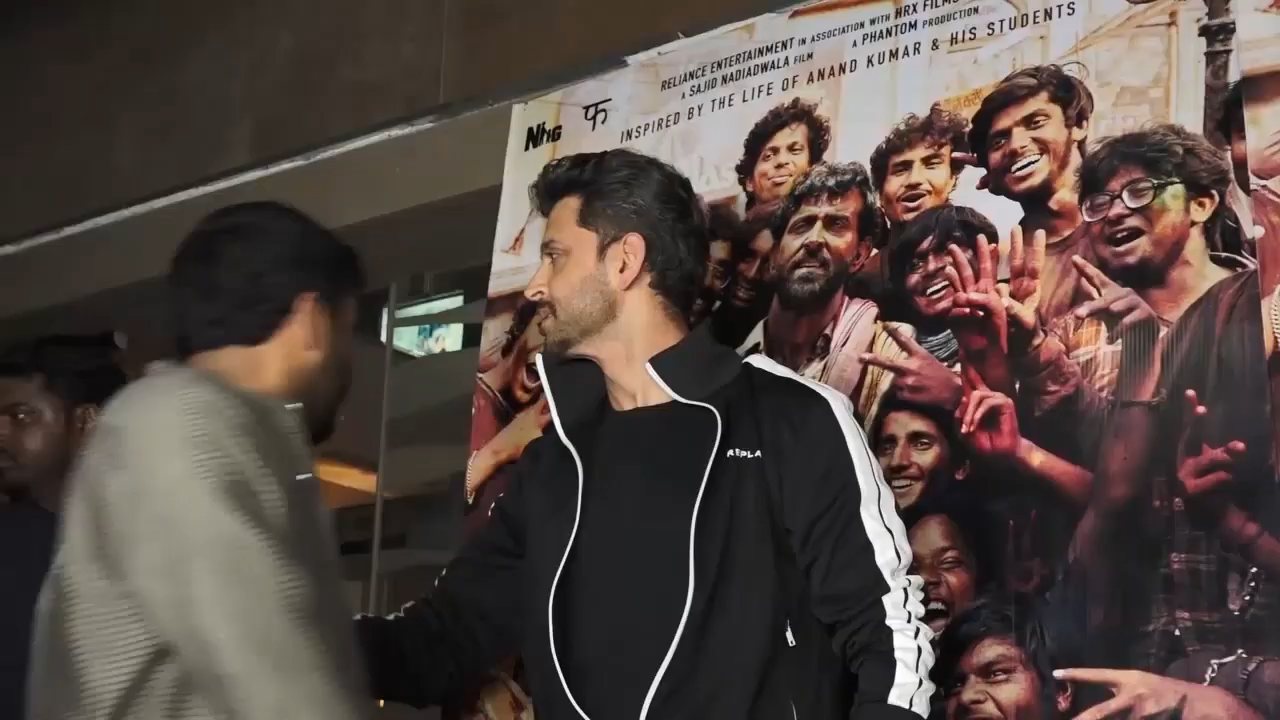 RELIANCE ENTERTAINMENT IN ASSOCIATION WITH HRX FILMS
A SAJID NADIADWALA FILM
A PHANTOM PRODUCTION
INSPIRED BY THE LIFE OF ANAND KUMAR & HIS STUDENTS
NNG
फ
REPLA